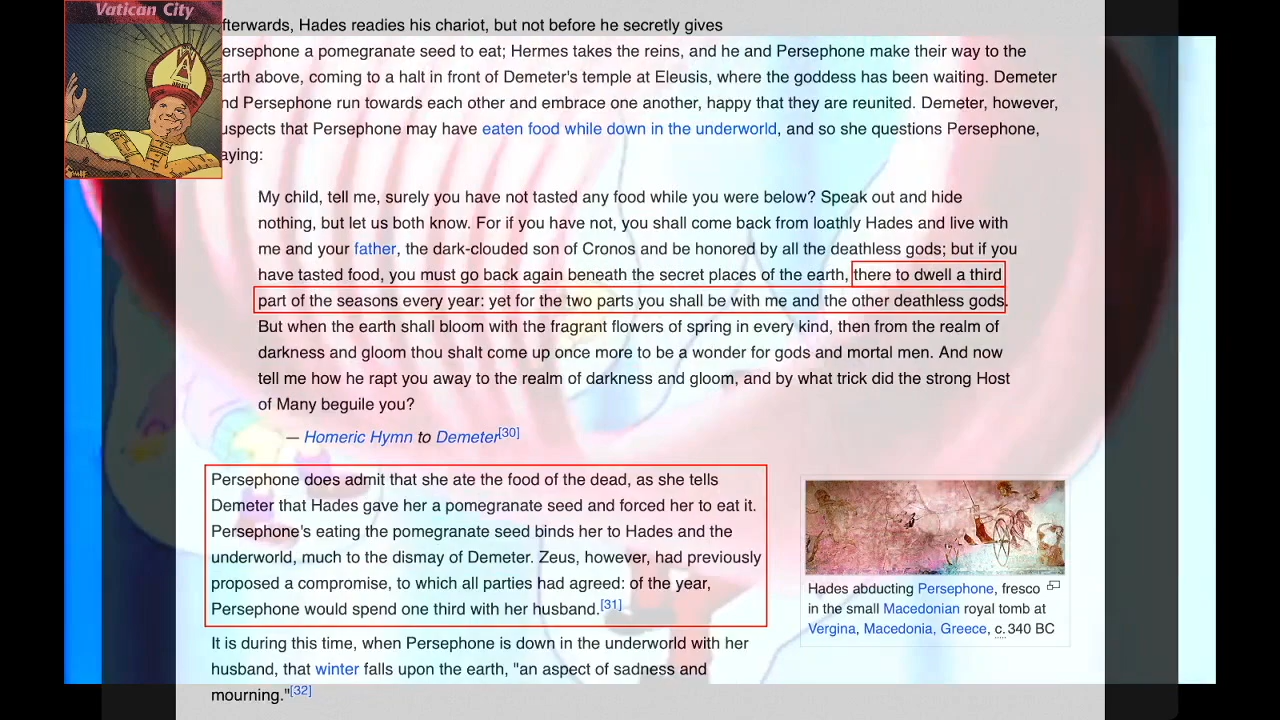 Vatican City
fterwards, Hades readies his chariot, but not before he secretly gives
ersephone a pomegranate seed to eat; Hermes takes the reins, and he and Persephone make their way to the
arth above, coming to a halt in front of Demeter's temple at Eleusis, where the goddess has been waiting. Demeter
nd Persephone run towards each other and embrace one another, happy that they are reunited. Demeter, however,
uspects that Persephone may have eaten food while down in the underworld, and so she questions Persephone,
aying:
My child, tell me, surely you have not tasted any food while you were below? Speak out and hide
nothing, but let us both know. For if you have not, you shall come back from loathly Hades and live with
me and your father, the dark-clouded son of Cronos and be honored by all the deathless gods; but if you
have tasted food, you must go back again beneath the secret places of the earth, there to dwell a third
part of the seasons every year: yet for the two parts you shall be with me and the other deathless gods.
But when the earth shall bloom with the fragrant flowers of spring in every kind, then from the realm of
darkness and gloom thou shalt come up once more to be a wonder for gods and mortal men. And now
tell me how he rapt you away to the realm of darkness and gloom, and by what trick did the strong Host
of Many beguile you?
— Homeric Hymn to Demeter[30]
Persephone does admit that she ate the food of the dead, as she tells
Demeter that Hades gave her a pomegranate seed and forced her to eat it.
Persephone's eating the pomegranate seed binds her to Hades and the
underworld, much to the dismay of Demeter. Zeus, however, had previously
proposed a compromise, to which all parties had agreed: of the year,
Persephone would spend one third with her husband.[31]
It is during this time, when Persephone is down in the underworld with her
husband, that winter falls upon the earth, "an aspect of sadness and
mourning."[32]
Hades abducting Persephone, fresco
in the small Macedonian royal tomb at
Vergina, Macedonia, Greece, c. 340 BC